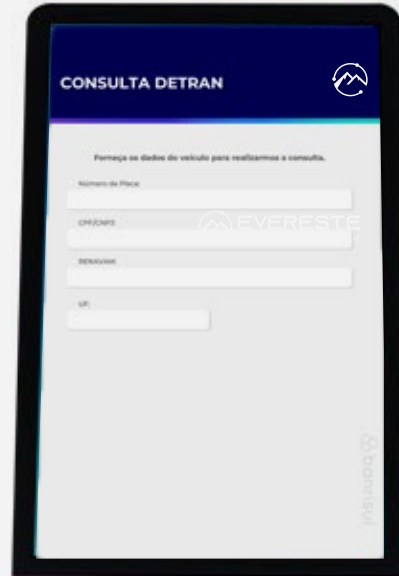 CONSULTA DETRAN
Forneça os dados do veículo para realizarmos a consulta.
Número da Placa:
CPF/CNPJ:
EVERESTE
RENAVAM:
UF:
banrisul